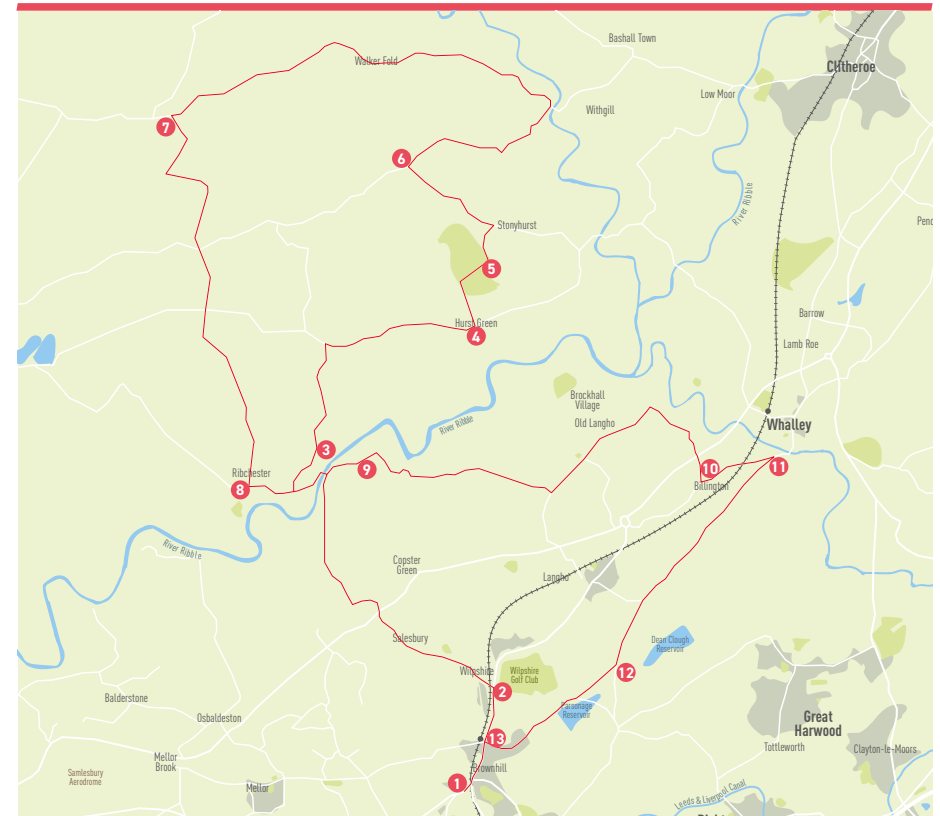 Bashall Town
Walker Fold
Clitheroe
Low Moor
Withgill
7
6
River Ribble
Stonyhurst
5
Barrow
Hurst Green
4
Lamb Roe
Brockhall
Village
Old Langho
River Ribble
Whalley
3
9
10
11
Ribchester
8
Billington
River Ribble
Copster
Green
Langho
Salesbury
Dean Clough
Reservoir
Wilpshire
Wilpshire
Golf Club
12
2
Balderstone
Parsonage
Reservoir
Osbaldeston
Great
Harwood
13
Tottleworth
Clayton-le-Moors
Mellor
Brook
Samlesbury
Aerodrome
Brownhill
1
Mellor
Leeds & Liverpool Canal